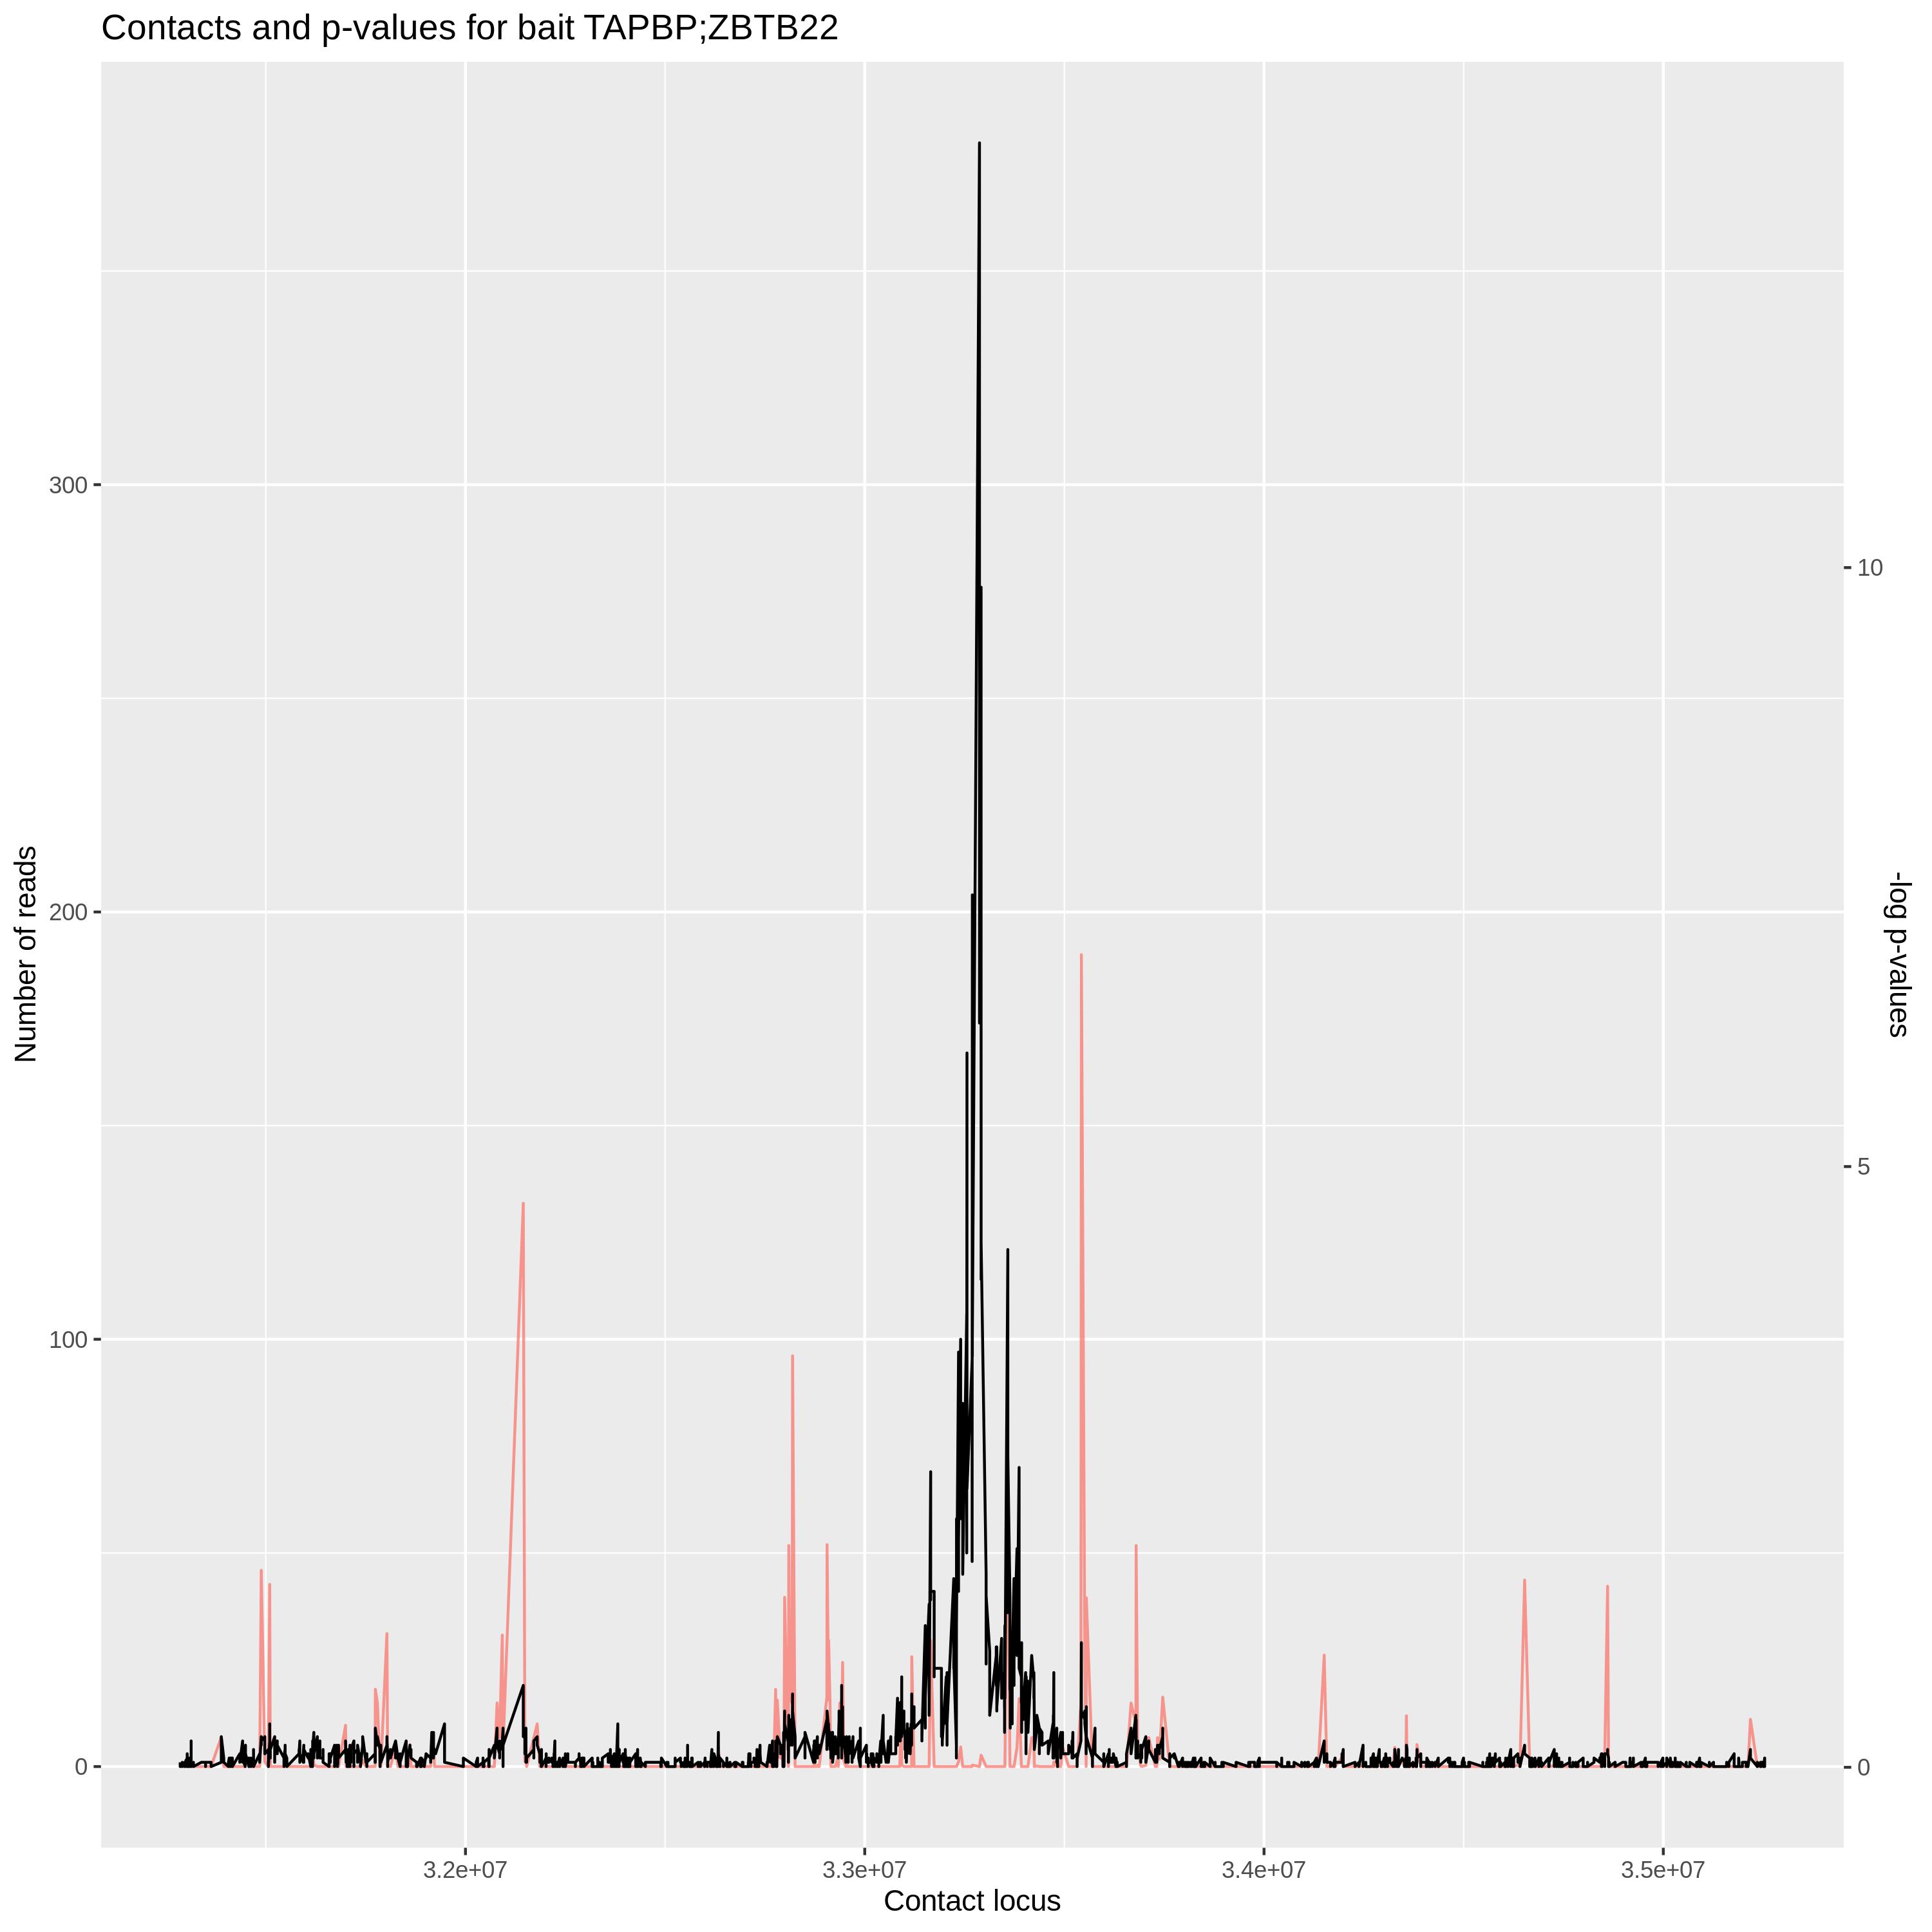 Contacts and p-values for bait TAPBP;ZBTB22
300
200
100
0
Number of reads
10
5
0
-log p-values
3.2e+07
3.3e+07
3.4e+07
3.5e+07
Contact locus